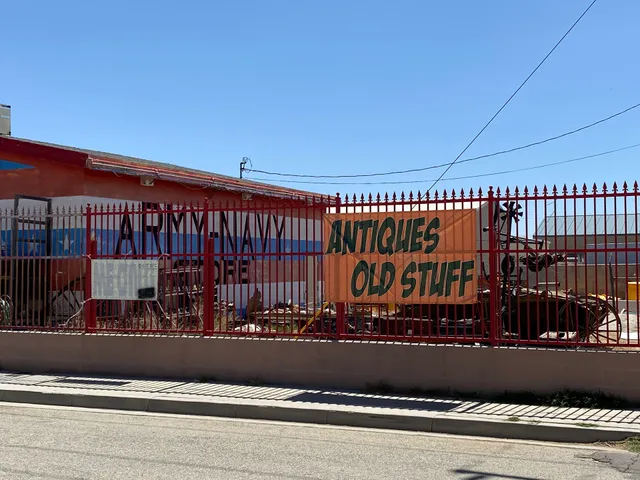 ARMY-NAVY
STORE
ANTIQUES
OLD STUFF